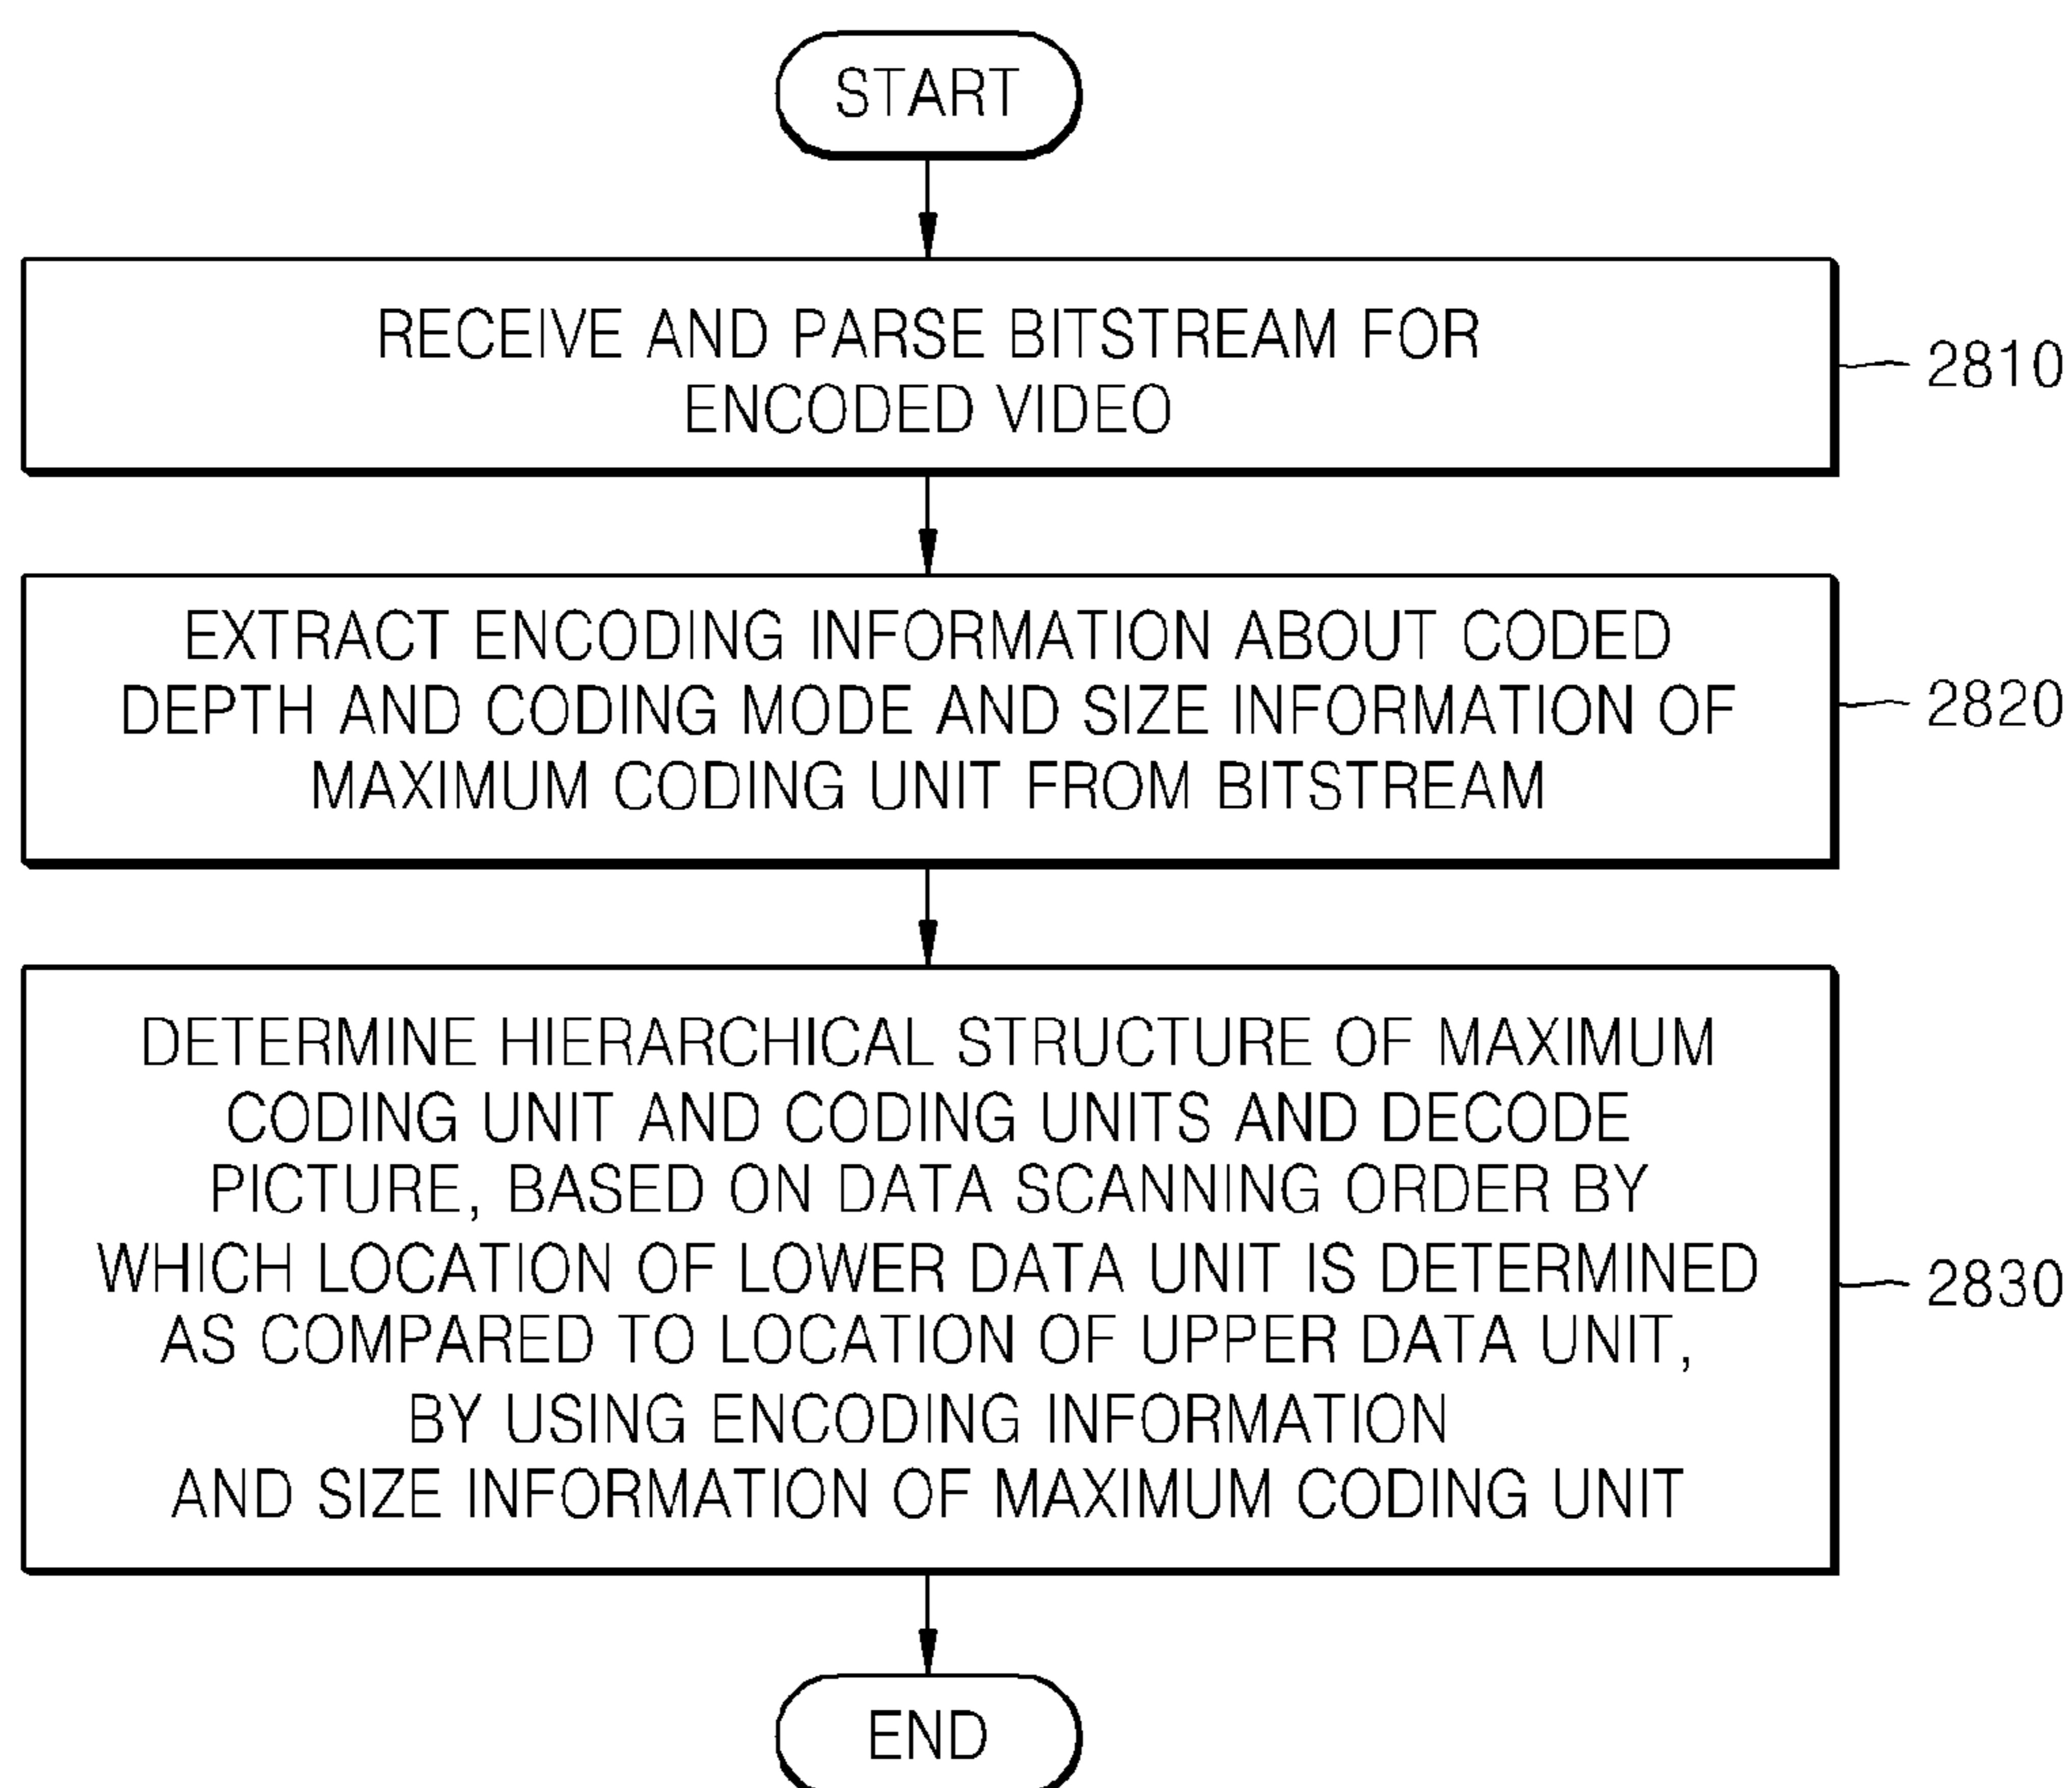 START
RECEIVE AND PARSE BITSTREAM FOR
ENCODED VIDEO
2810
EXTRACT ENCODING INFORMATION ABOUT CODED
DEPTH AND CODING MODE AND SIZE INFORMATION OF
MAXIMUM CODING UNIT FROM BITSTREAM
2820
DETERMINE HIERARCHICAL STRUCTURE OF MAXIMUM
CODING UNIT AND CODING UNITS AND DECODE
PICTURE, BASED ON DATA SCANNING ORDER BY
WHICH LOCATION OF LOWER DATA UNIT IS DETERMINED
AS COMPARED TO LOCATION OF UPPER DATA UNIT,
BY USING ENCODING INFORMATION
AND SIZE INFORMATION OF MAXIMUM CODING UNIT
2830
END